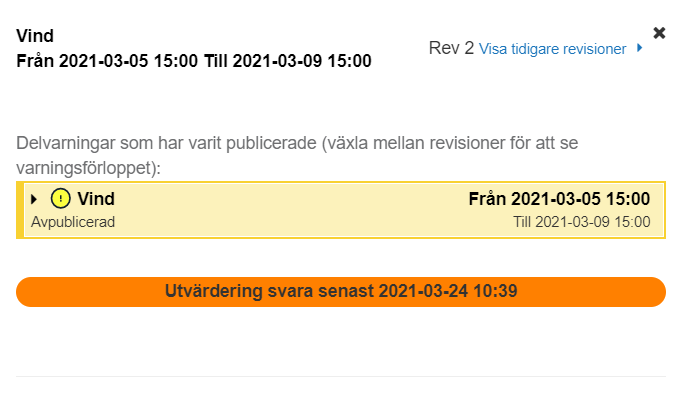 Vind
Från 2021-03-05 15:00 Till 2021-03-09 15:00
Rev 2 Visa tidigare revisioner
Delvarningar som har varit publicerade (växla mellan revisioner för att se
varningsförloppet):
! Vind
Från 2021-03-05 15:00
Avpublicerad
Till 2021-03-09 15:00
Utvärdering svara senast 2021-03-24 10:39